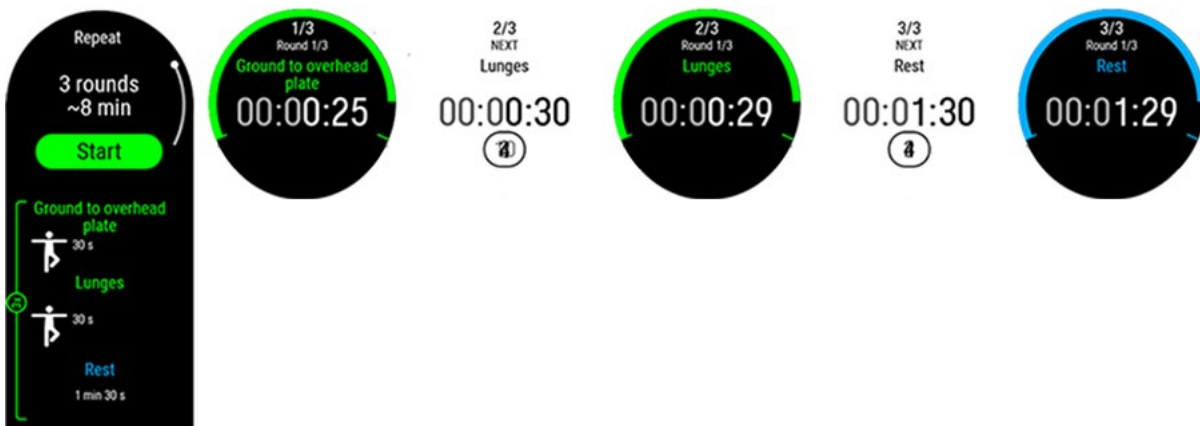 Repeat
3 rounds
~8 min
Start
Ground to overhead
plate
30 s
Lunges
30 s
Rest
1 min 30 s
1/3
Round 1/3
Ground to overhead
plate
00:00:25
2/3
NEXT
Lunges
00:00:30
2/3
Round 1/3
Lunges
00:00:29
3/3
NEXT
Rest
00:01:30
3/3
Round 1/3
Rest
00:01:29